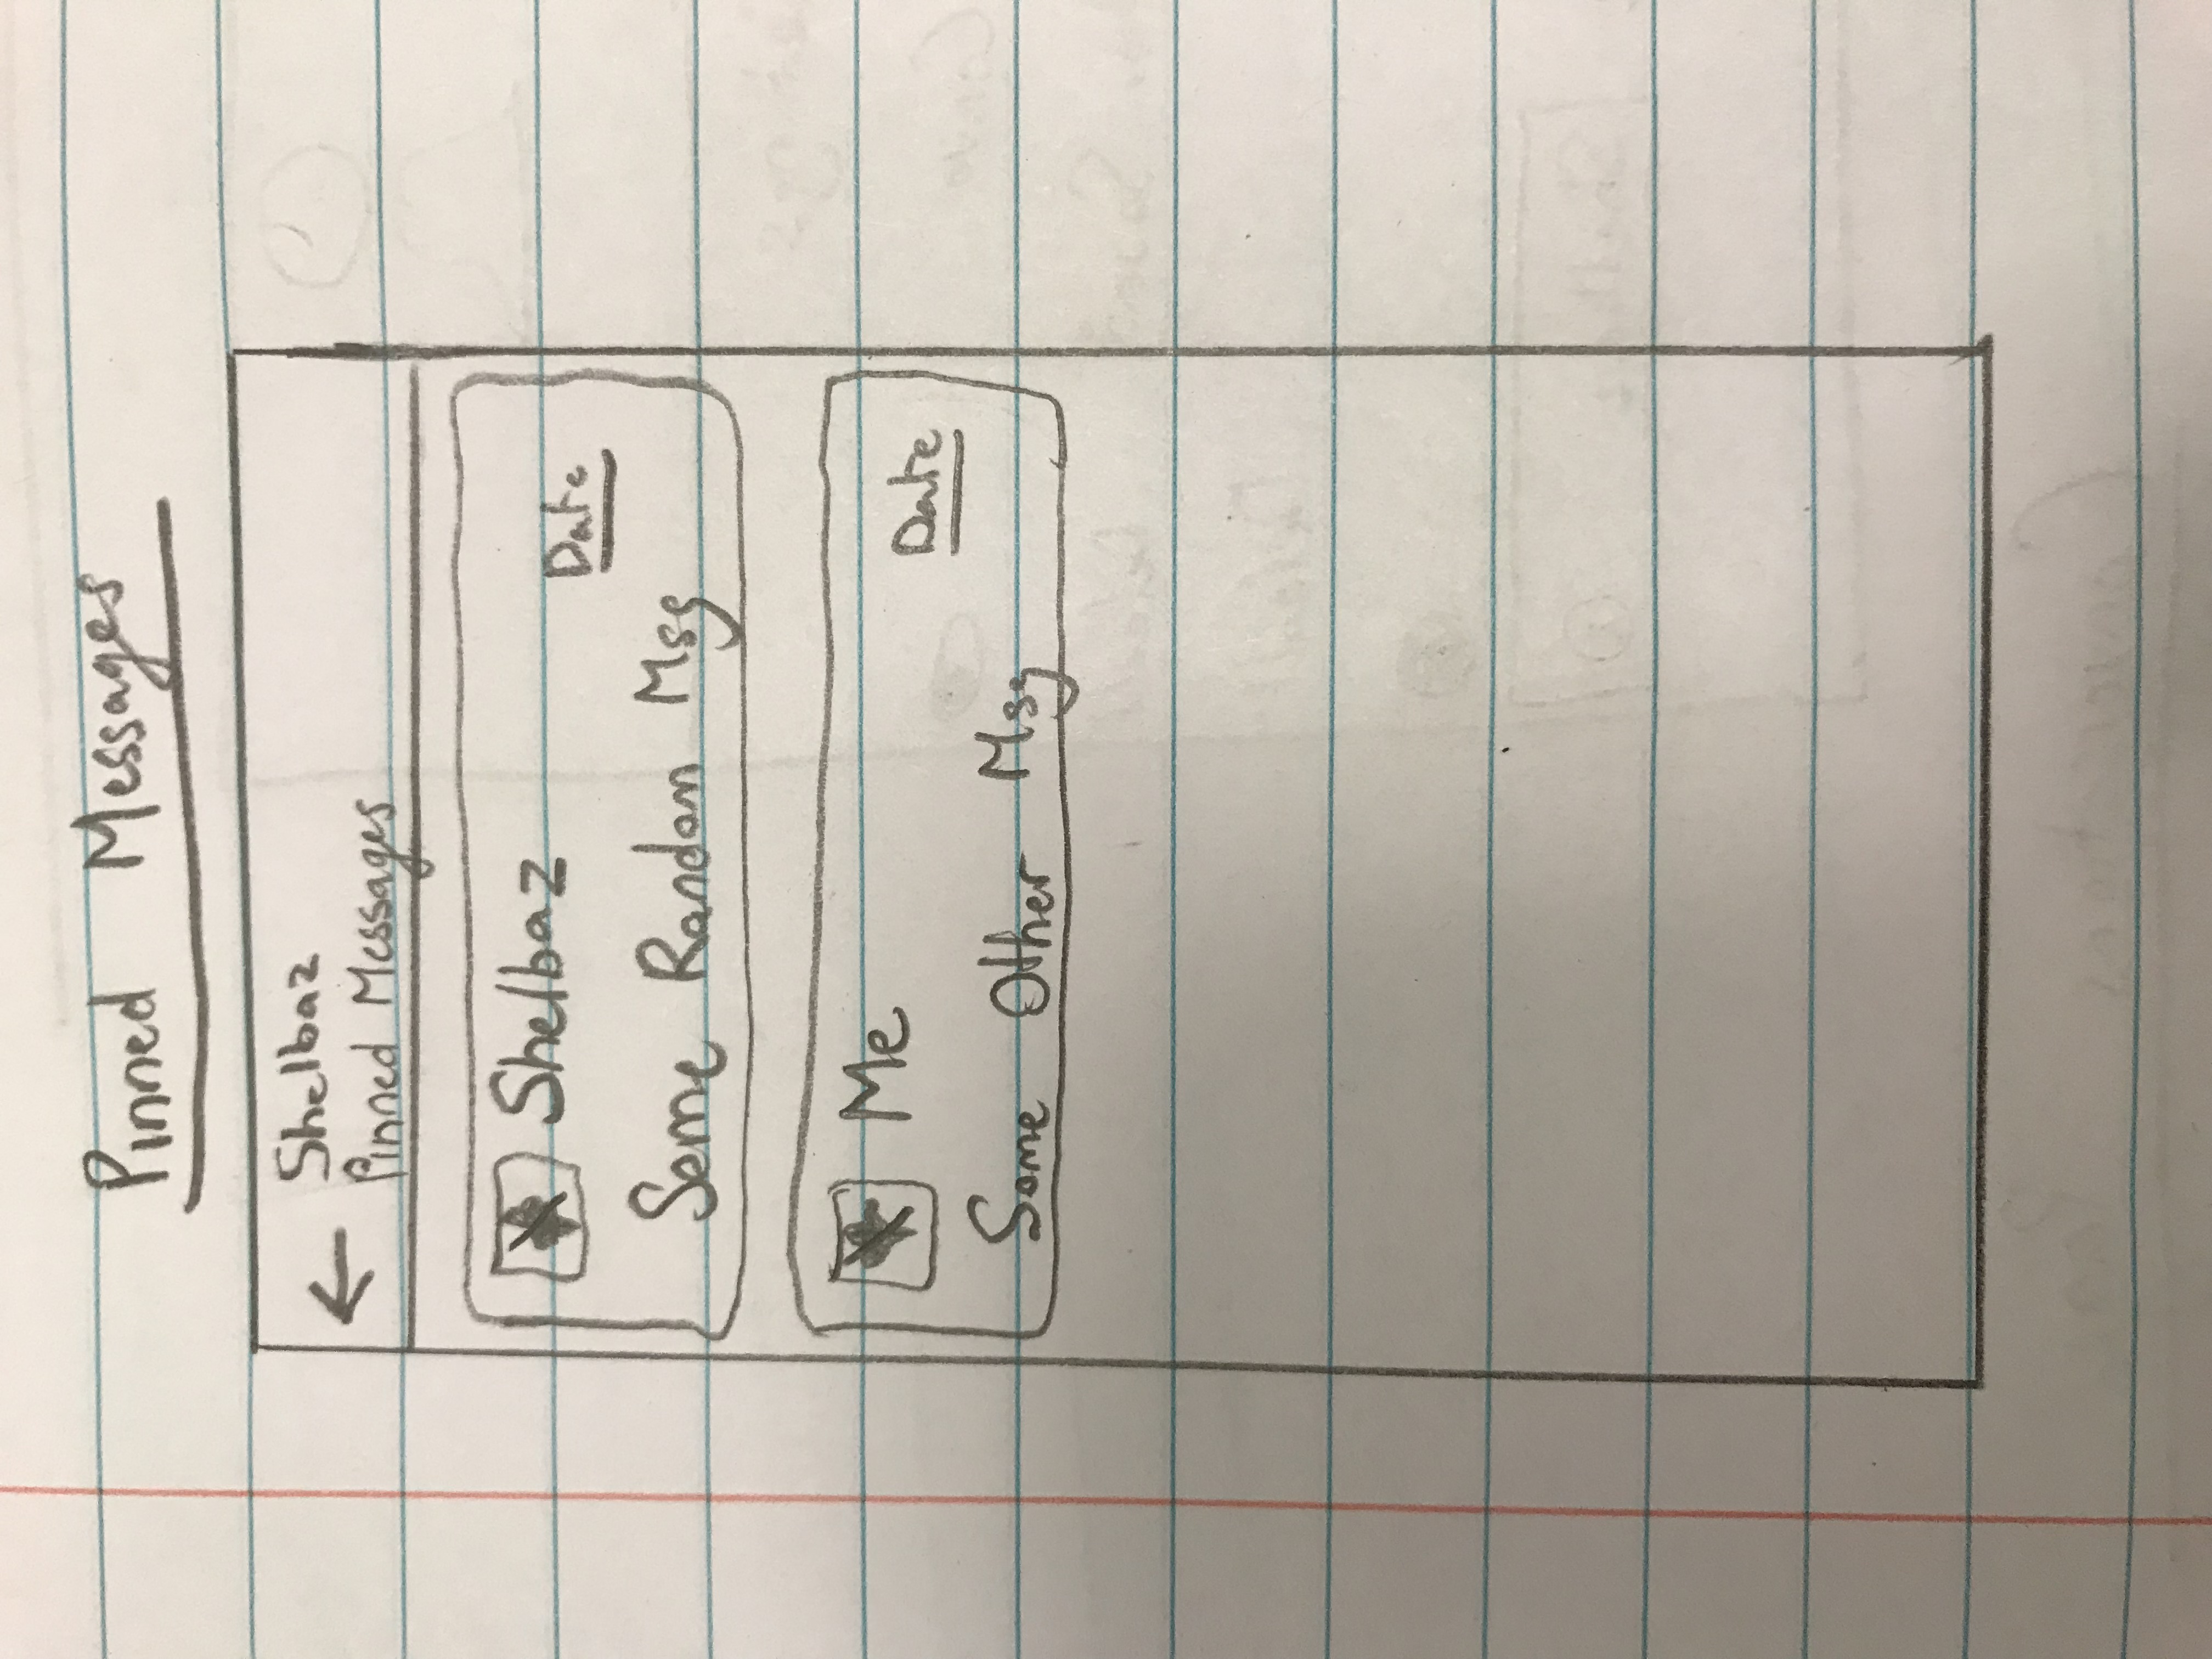 Pinned Messages
Shelbaz
Pinned Messages
Shelbaz
Date
Some Random Msg
Me
Date
Some Other Msg